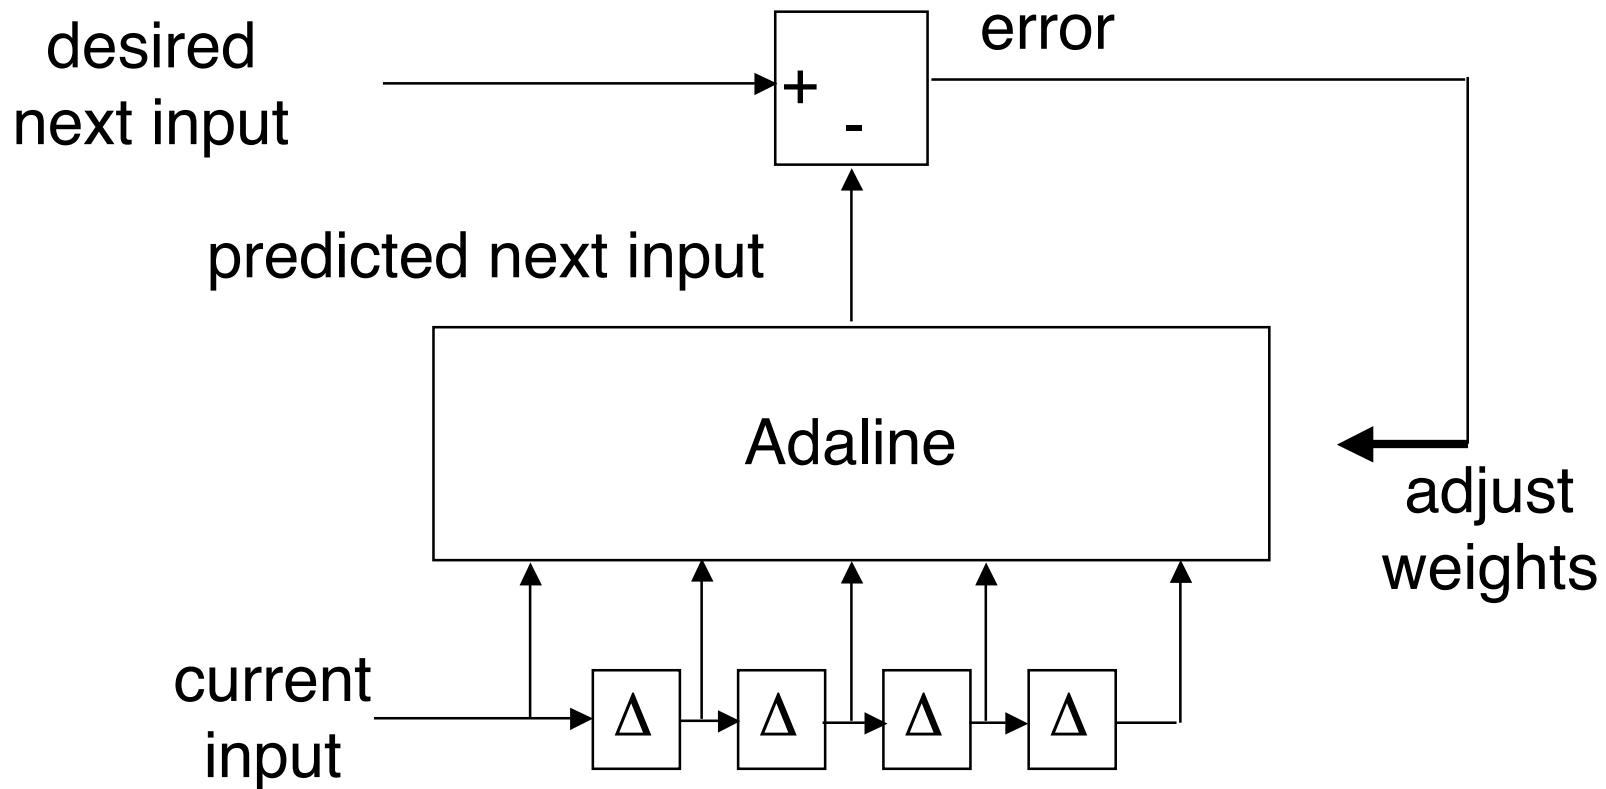 desired
next input
+
-
error
predicted next input
Adaline
adjust
weights
current
input
Δ Δ Δ Δ